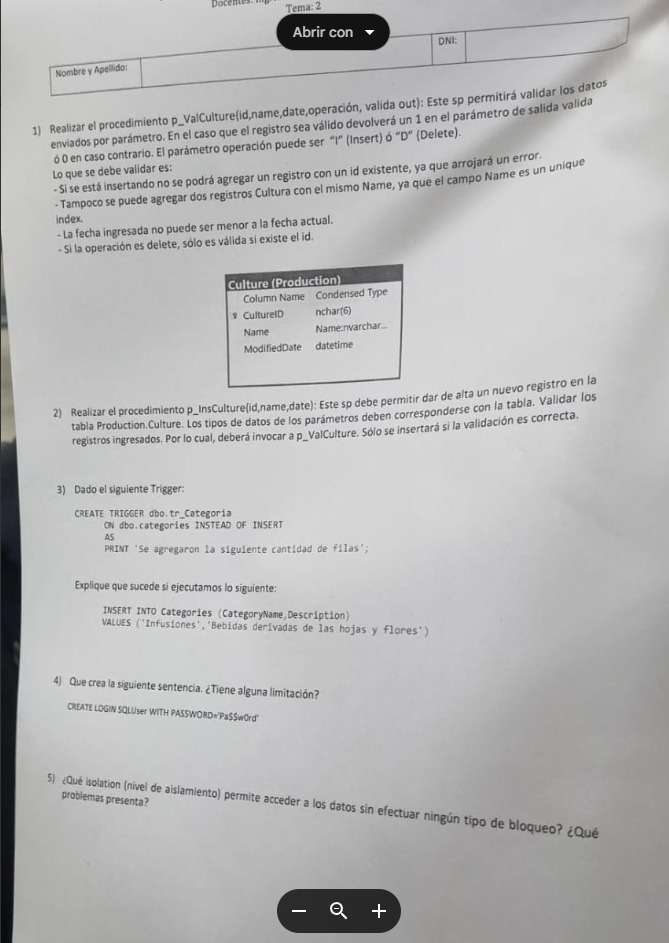 Docentes:
Tema: 2
Abrir con
Nombre y Apellido:
DNI:
1) Realizar el procedimiento p_ValCulture(id,name,date,operación, valida out): Este sp permitirá validar los datos
enviados por parámetro. En el caso que el registro sea válido devolverá un 1 en el parámetro de salida valida
ó 0 en caso contrario. El parámetro operación puede ser "I" (Insert) ó "D" (Delete).
Lo que se debe validar es:
- Si se está insertando no se podrá agregar un registro con un id existente, ya que arrojará un error.
- Tampoco se puede agregar dos registros Cultura con el mismo Name, ya que el campo Name es un unique
index.
- La fecha ingresada no puede ser menor a la fecha actual.
- Si la operación es delete, sólo es válida si existe el id.
Culture (Production)
Column Name Condensed Type
CultureID nchar(6)
Name Name:nvarchar...
ModifiedDate datetime
2) Realizar el procedimiento p_InsCulture(id,name,date): Este sp debe permitir dar de alta un nuevo registro en la
tabla Production.Culture. Los tipos de datos de los parámetros deben corresponderse con la tabla. Validar los
registros ingresados. Por lo cual, deberá invocar a p_ValCulture. Sólo se insertará si la validación es correcta.
3) Dado el siguiente Trigger:
CREATE TRIGGER dbo.tr_Categoria
ON dbo.categories INSTEAD OF INSERT
AS
PRINT 'Se agregaron la siguiente cantidad de filas';
Explique que sucede si ejecutamos lo siguiente:
INSERT INTO Categories (CategoryName,Description)
VALUES ('Infusiones','Bebidas derivadas de las hojas y flores')
4) Que crea la siguiente sentencia. ¿Tiene alguna limitación?
CREATE LOGIN SQLUser WITH PASSWORD='Pa$$w0rd'
5) ¿Qué isolation (nivel de aislamiento) permite acceder a los datos sin efectuar ningún tipo de bloqueo? ¿Qué
problemas presenta?